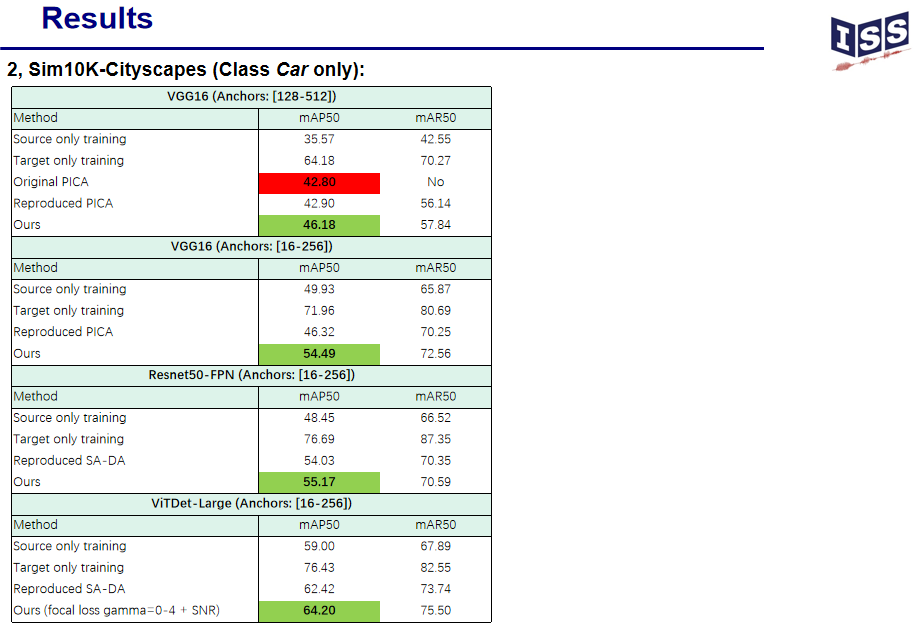 Results
ISS
2, Sim10K-Cityscapes (Class Car only):
VGG16 (Anchors: [128-512])
Method mAP50 mAR50
Source only training 35.57 42.55
Target only training 64.18 70.27
Original PICA 42.80 No
Reproduced PICA 42.90 56.14
Ours 46.18 57.84
VGG16 (Anchors: [16-256])
Method mAP50 mAR50
Source only training 49.93 65.87
Target only training 71.96 80.69
Reproduced PICA 46.32 70.25
Ours 54.49 72.56
Resnet50-FPN (Anchors: [16-256])
Method mAP50 mAR50
Source only training 48.45 66.52
Target only training 76.69 87.35
Reproduced SA-DA 54.03 70.35
Ours 55.17 70.59
ViTDet-Large (Anchors: [16-256])
Method mAP50 mAR50
Source only training 59.00 67.89
Target only training 76.43 82.55
Reproduced SA-DA 62.42 73.74
Ours (focal loss gamma=0-4 + SNR) 64.20 75.50